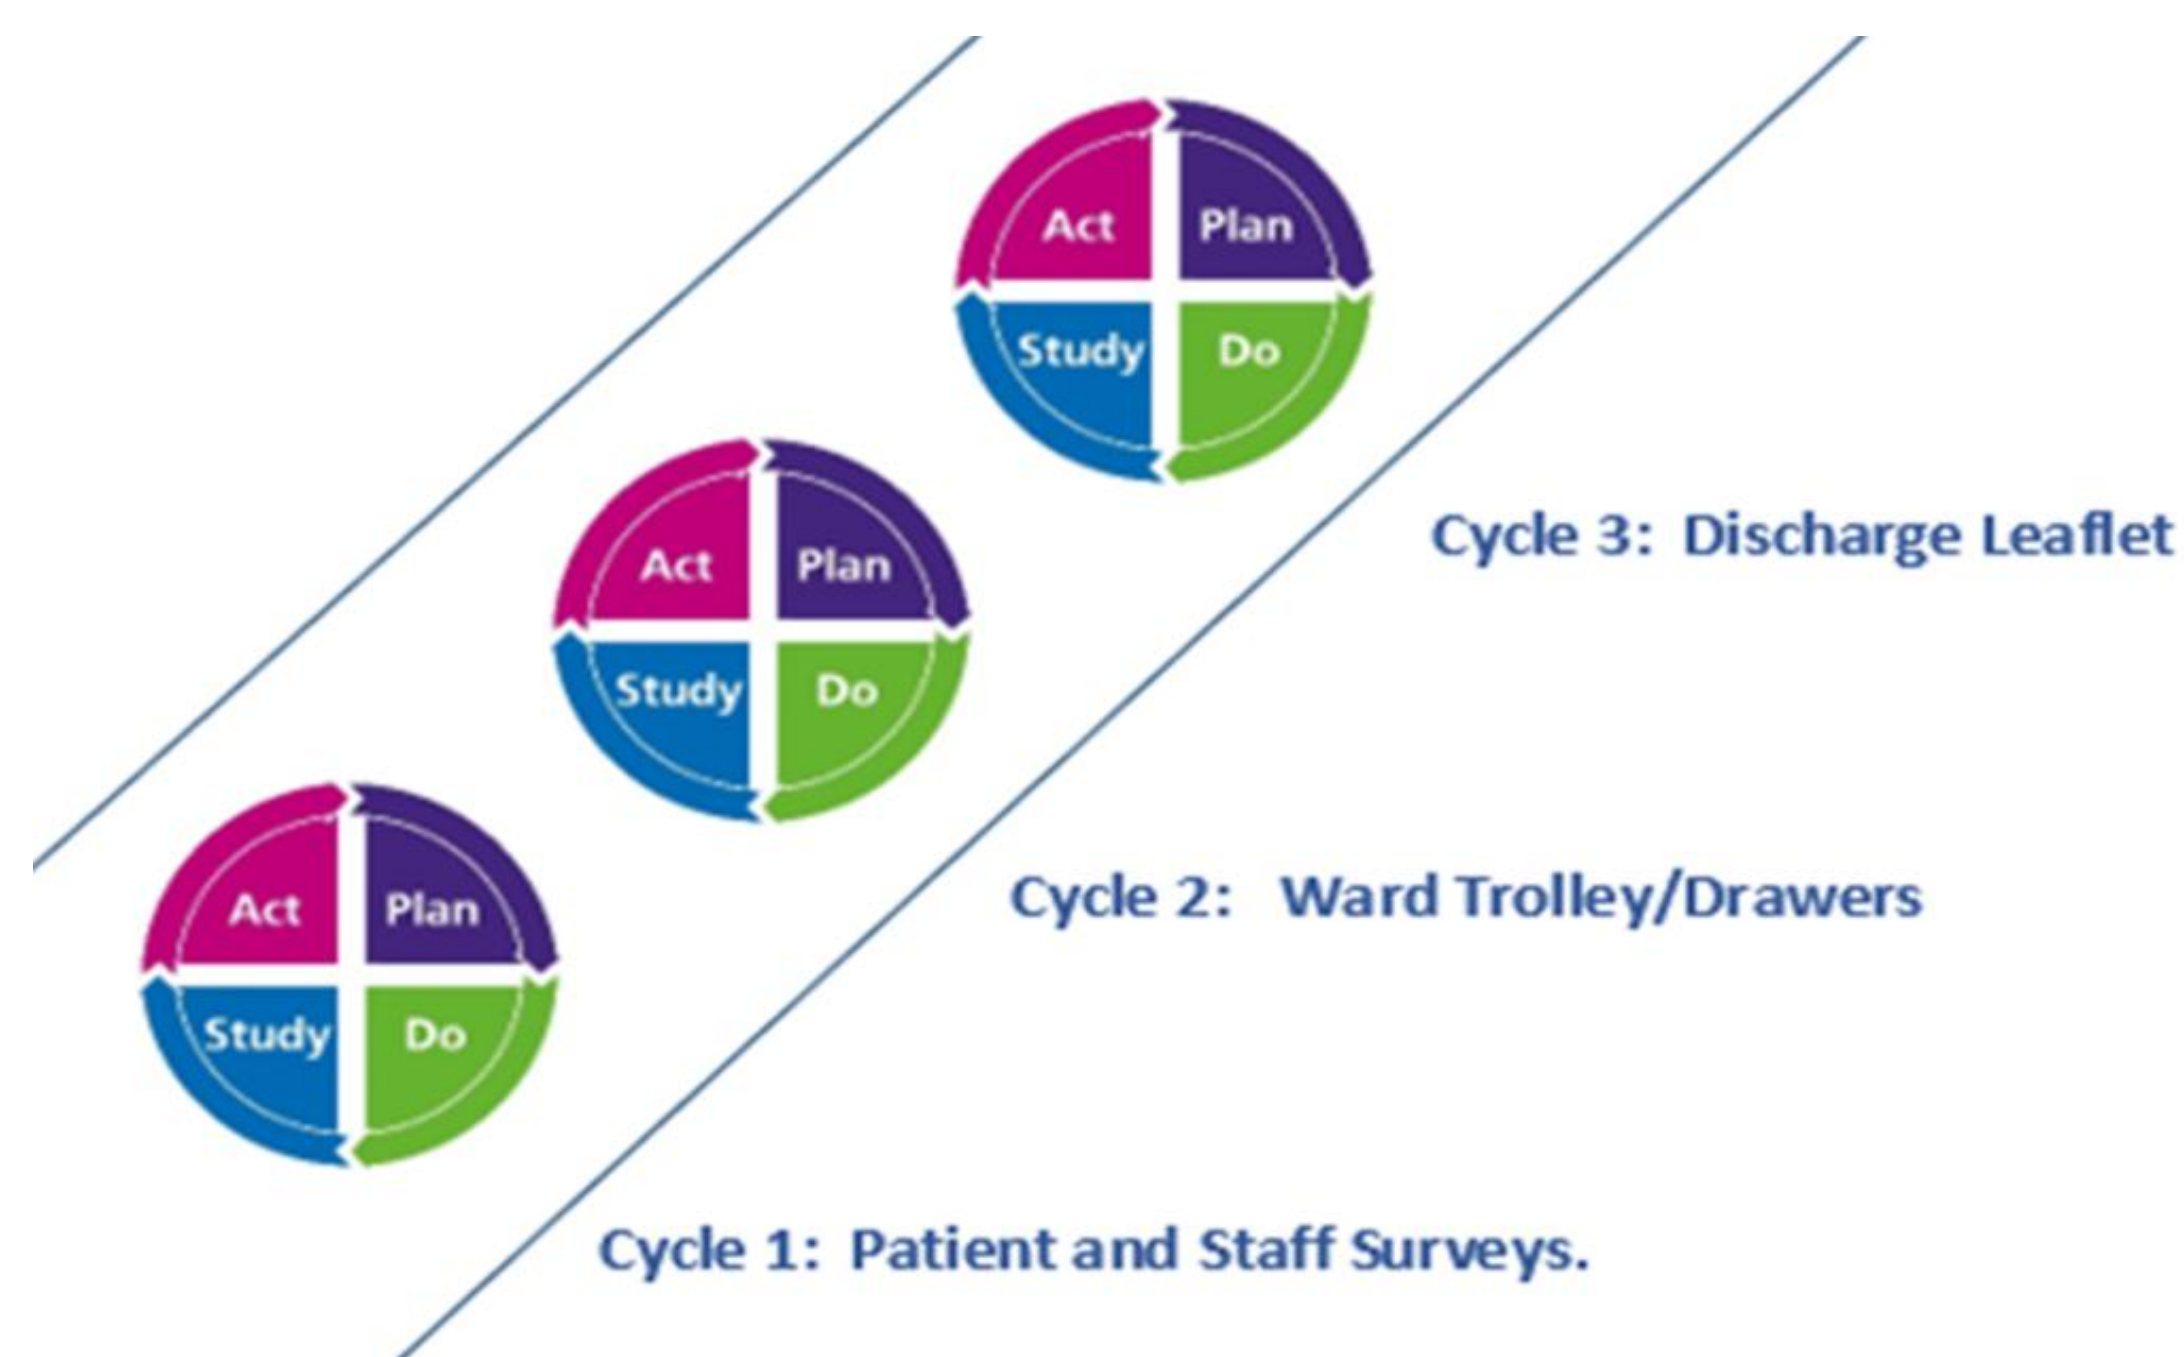 Act Plan
Study Do
Cycle 3: Discharge Leaflet
Act Plan
Study Do
Cycle 2: Ward Trolley/Drawers
Act Plan
Study Do
Cycle 1: Patient and Staff Surveys.